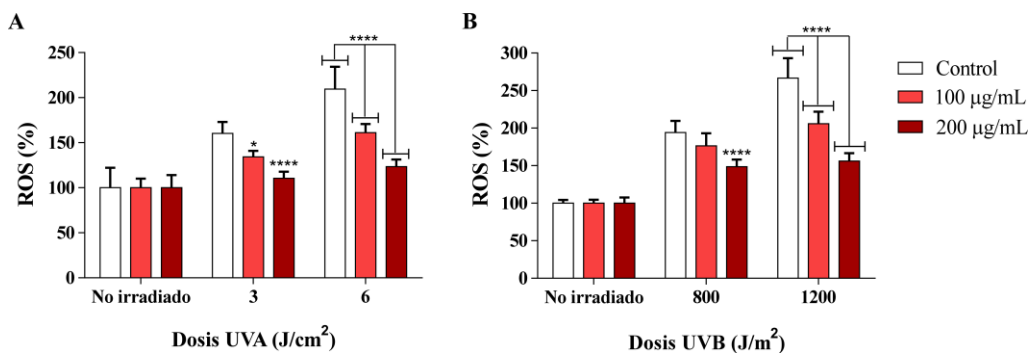 A
ROS (%)
250
200
150
100
50
0
****
*
****
No irradiado
3
6
Dosis UVA (J/cm²)
B
ROS (%)
300
250
200
150
100
50
0
****
****
No irradiado
800
1200
Dosis UVB (J/m²)
Control
100 µg/mL
200 µg/mL